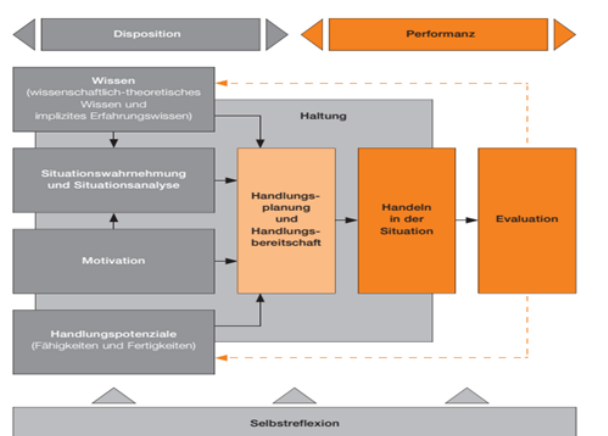 Disposition
Performanz
Wissen
(wissenschaftlich-theoretisches
Wissen und
implizites Erfahrungswissen)
Haltung
Situationswahrnehmung
und Situationsanalyse
Handlungs-
planung
und
Handlungs-
bereitschaft
Handeln
in der
Situation
Evaluation
Motivation
Handlungspotenziale
(Fähigkeiten und Fertigkeiten)
Selbstreflexion